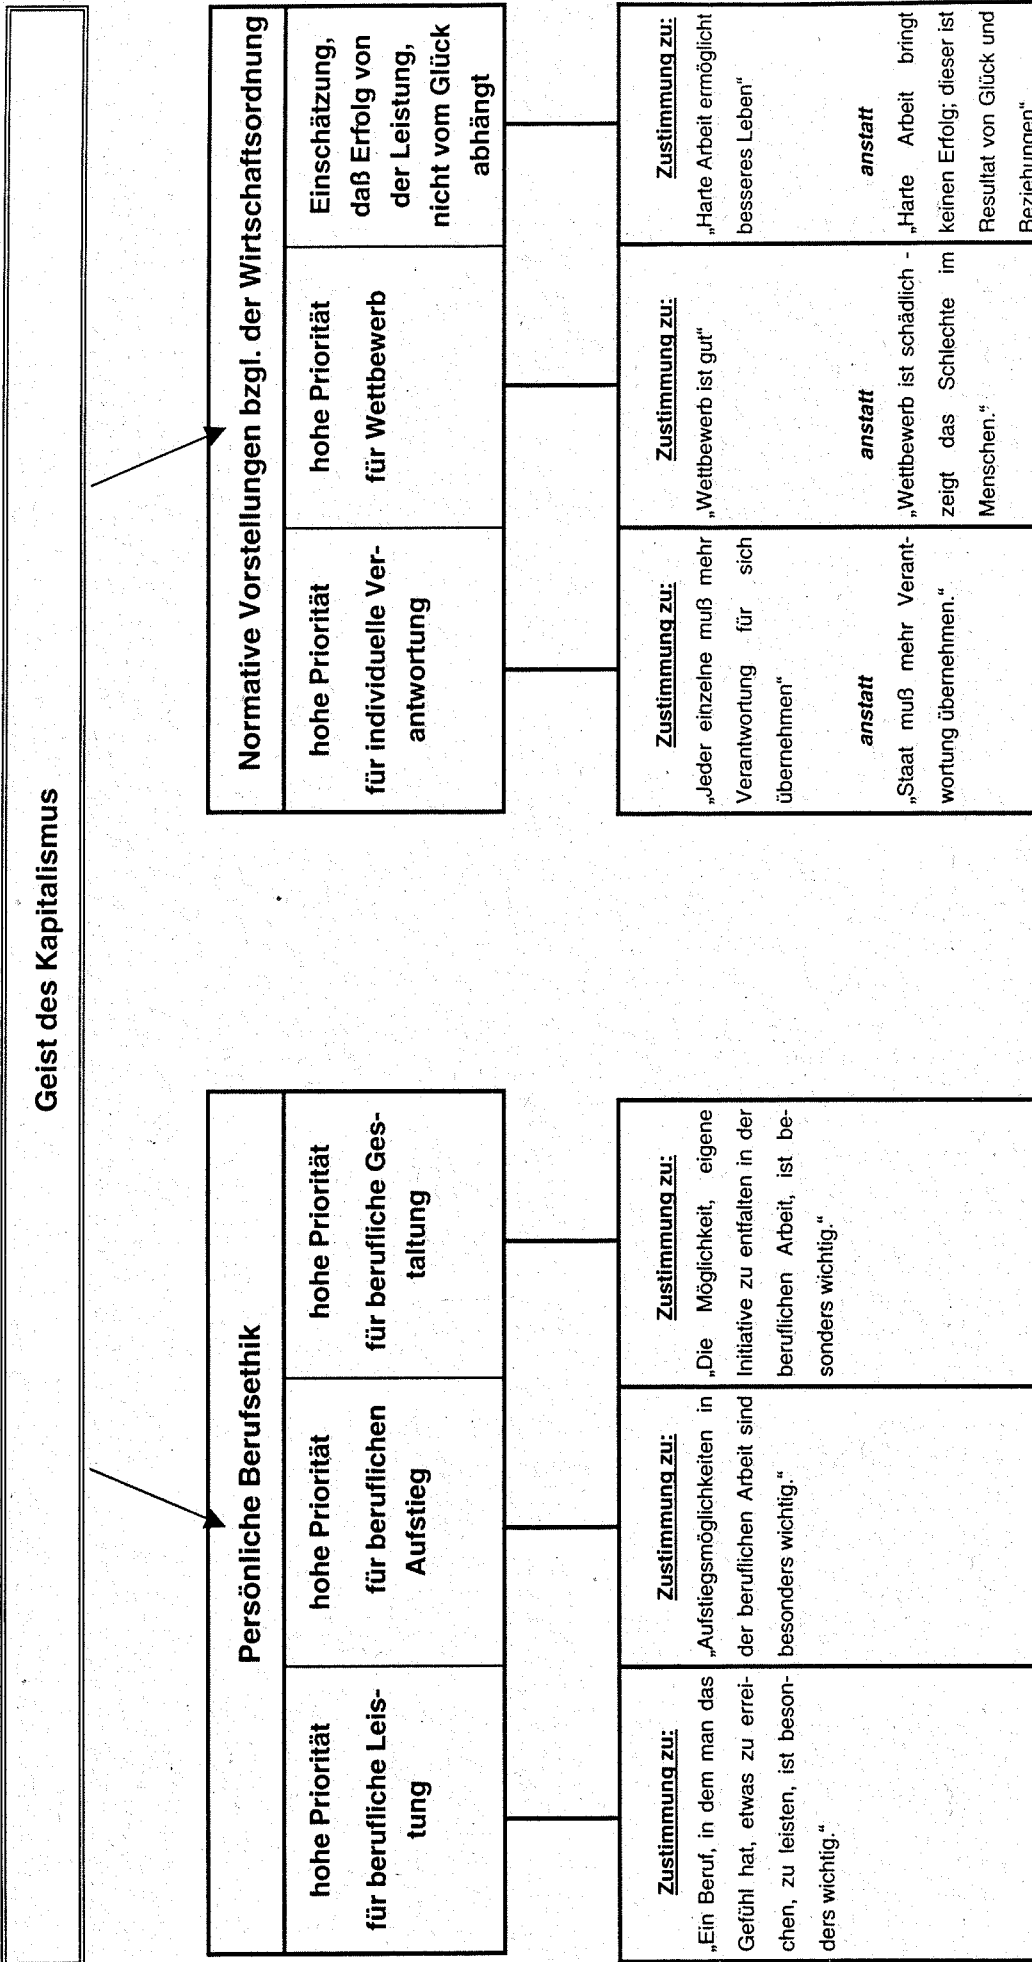 Geist des Kapitalismus
Persönliche Berufsethik
hohe Priorität
für berufliche Leis-
tung
hohe Priorität
für beruflichen
Aufstieg
hohe Priorität
für berufliche Ges-
taltung
Zustimmung zu:
„Ein Beruf, in dem man das
Gefühl hat, etwas zu errei-
chen, zu leisten, ist beson-
ders wichtig.“
Zustimmung zu:
„Aufstiegsmöglichkeiten in
der beruflichen Arbeit sind
besonders wichtig.“
Zustimmung zu:
„Die Möglichkeit, eigene
Initiative zu entfalten in der
beruflichen Arbeit, ist be-
sonders wichtig.“
Normative Vorstellungen bzgl. der Wirtschaftsordnung
hohe Priorität
für individuelle Ver-
antwortung
hohe Priorität
für Wettbewerb
Einschätzung,
daß Erfolg von
der Leistung,
nicht vom Glück
abhängt
Zustimmung zu:
„Jeder einzelne muß mehr
Verantwortung für sich
übernehmen“
anstatt
„Staat muß mehr Verant-
wortung übernehmen.“
Zustimmung zu:
„Wettbewerb ist gut“
anstatt
„Wettbewerb ist schädlich -
zeigt das Schlechte im
Menschen.“
Zustimmung zu:
„Harte Arbeit ermöglicht
besseres Leben“
anstatt
„Harte Arbeit bringt
keinen Erfolg; dieser ist
Resultat von Glück und
Beziehungen“